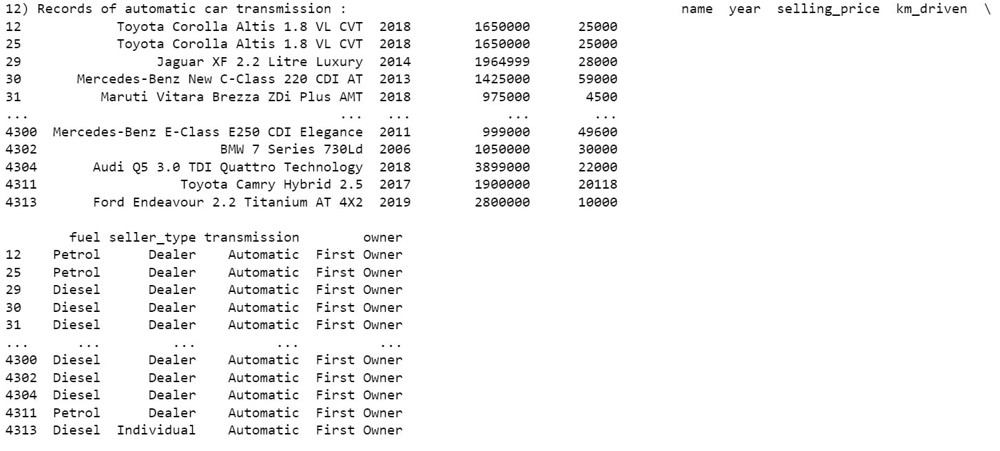 12) Records of automatic car transmission :                                          name  year  selling_price  km_driven  \
12            Toyota Corolla Altis 1.8 VL CVT  2018        1650000      25000
25            Toyota Corolla Altis 1.8 VL CVT  2018        1650000      25000
29                 Jaguar XF 2.2 Litre Luxury  2014        1964999      28000
30       Mercedes-Benz New C-Class 220 CDI AT  2013        1425000      59000
31          Maruti Vitara Brezza ZDi Plus AMT  2018         975000       4500
...                                       ...   ...            ...        ...
4300  Mercedes-Benz E-Class E250 CDI Elegance  2011         999000      49600
4302                       BMW 7 Series 730Ld  2006        1050000      30000
4304       Audi Q5 3.0 TDI Quattro Technology  2018        3899000      22000
4311                  Toyota Camry Hybrid 2.5  2017        1900000      20118
4313       Ford Endeavour 2.2 Titanium AT 4X2  2019        2800000      10000

        fuel seller_type transmission        owner
12    Petrol      Dealer    Automatic  First Owner
25    Petrol      Dealer    Automatic  First Owner
29    Diesel      Dealer    Automatic  First Owner
30    Diesel      Dealer    Automatic  First Owner
31    Diesel      Dealer    Automatic  First Owner
...      ...         ...          ...          ...
4300  Diesel      Dealer    Automatic  First Owner
4302  Diesel      Dealer    Automatic  First Owner
4304  Diesel      Dealer    Automatic  First Owner
4311  Petrol      Dealer    Automatic  First Owner
4313  Diesel  Individual    Automatic  First Owner